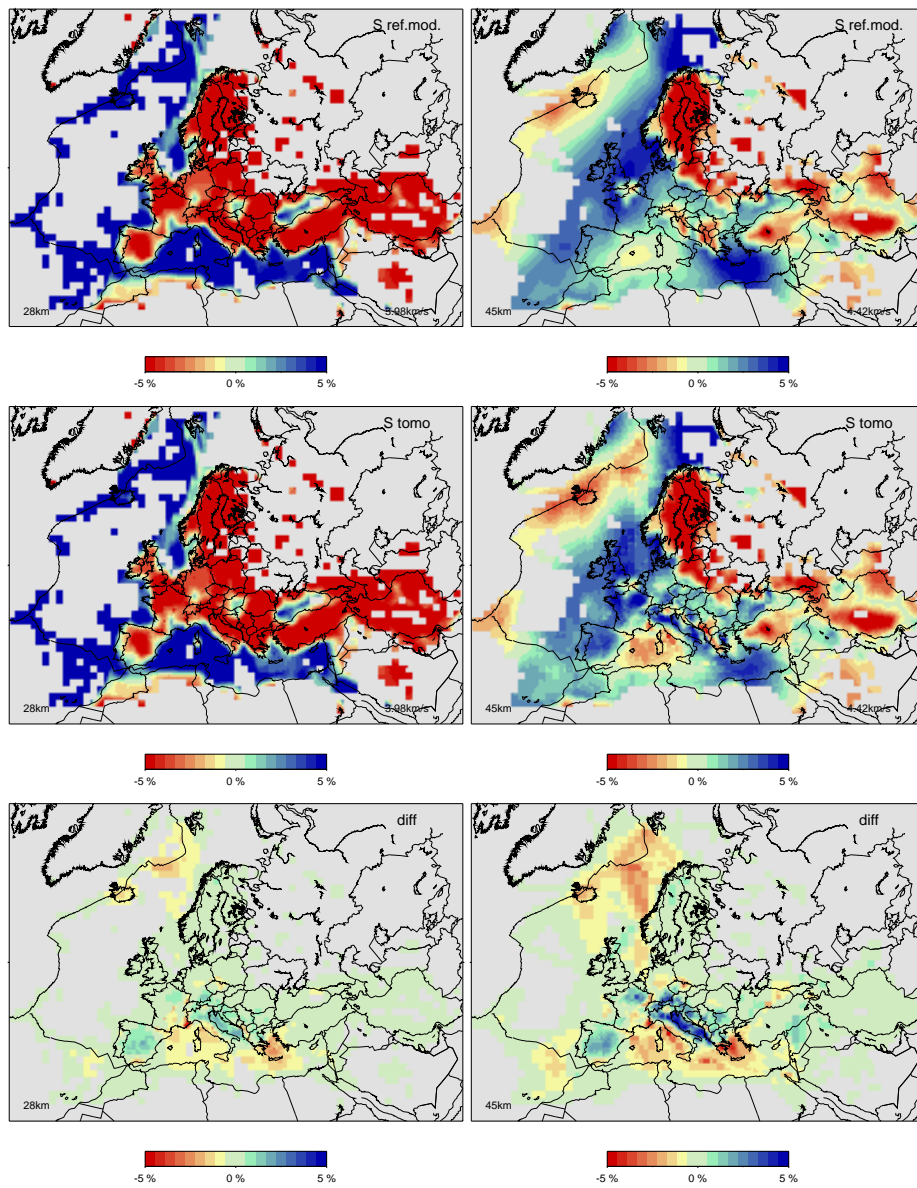 S ref.mod.
28km
3.98km/s
S ref.mod.
45km
4.42km/s
-5 %
0 %
5 %
-5 %
0 %
5 %
S tomo
28km
3.98km/s
S tomo
45km
4.42km/s
-5 %
0 %
5 %
-5 %
0 %
5 %
diff
28km
diff
45km
-5 %
0 %
5 %
-5 %
0 %
5 %